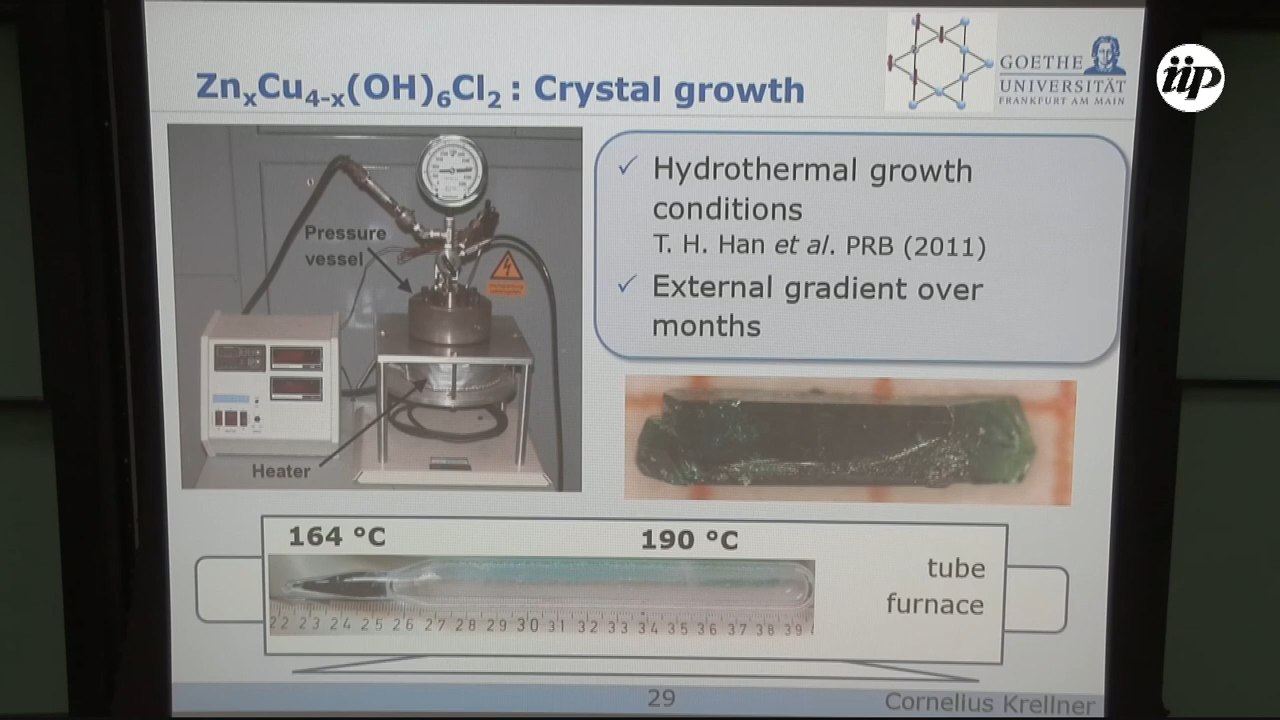 ZnxCu4-x(OH)6Cl2 : Crystal growth
GOETHE
UNIVERSITÄT
FRANKFURT AM MAIN
iip
Pressure
vessel
Heater
✓ Hydrothermal growth
conditions
T. H. Han et al. PRB (2011)
✓ External gradient over
months
164 °C
190 °C
22 23 24 25 26 27 28 29 30 31 32 33 34 35 36 37 38 39
tube
furnace
29
Cornelius Krellner